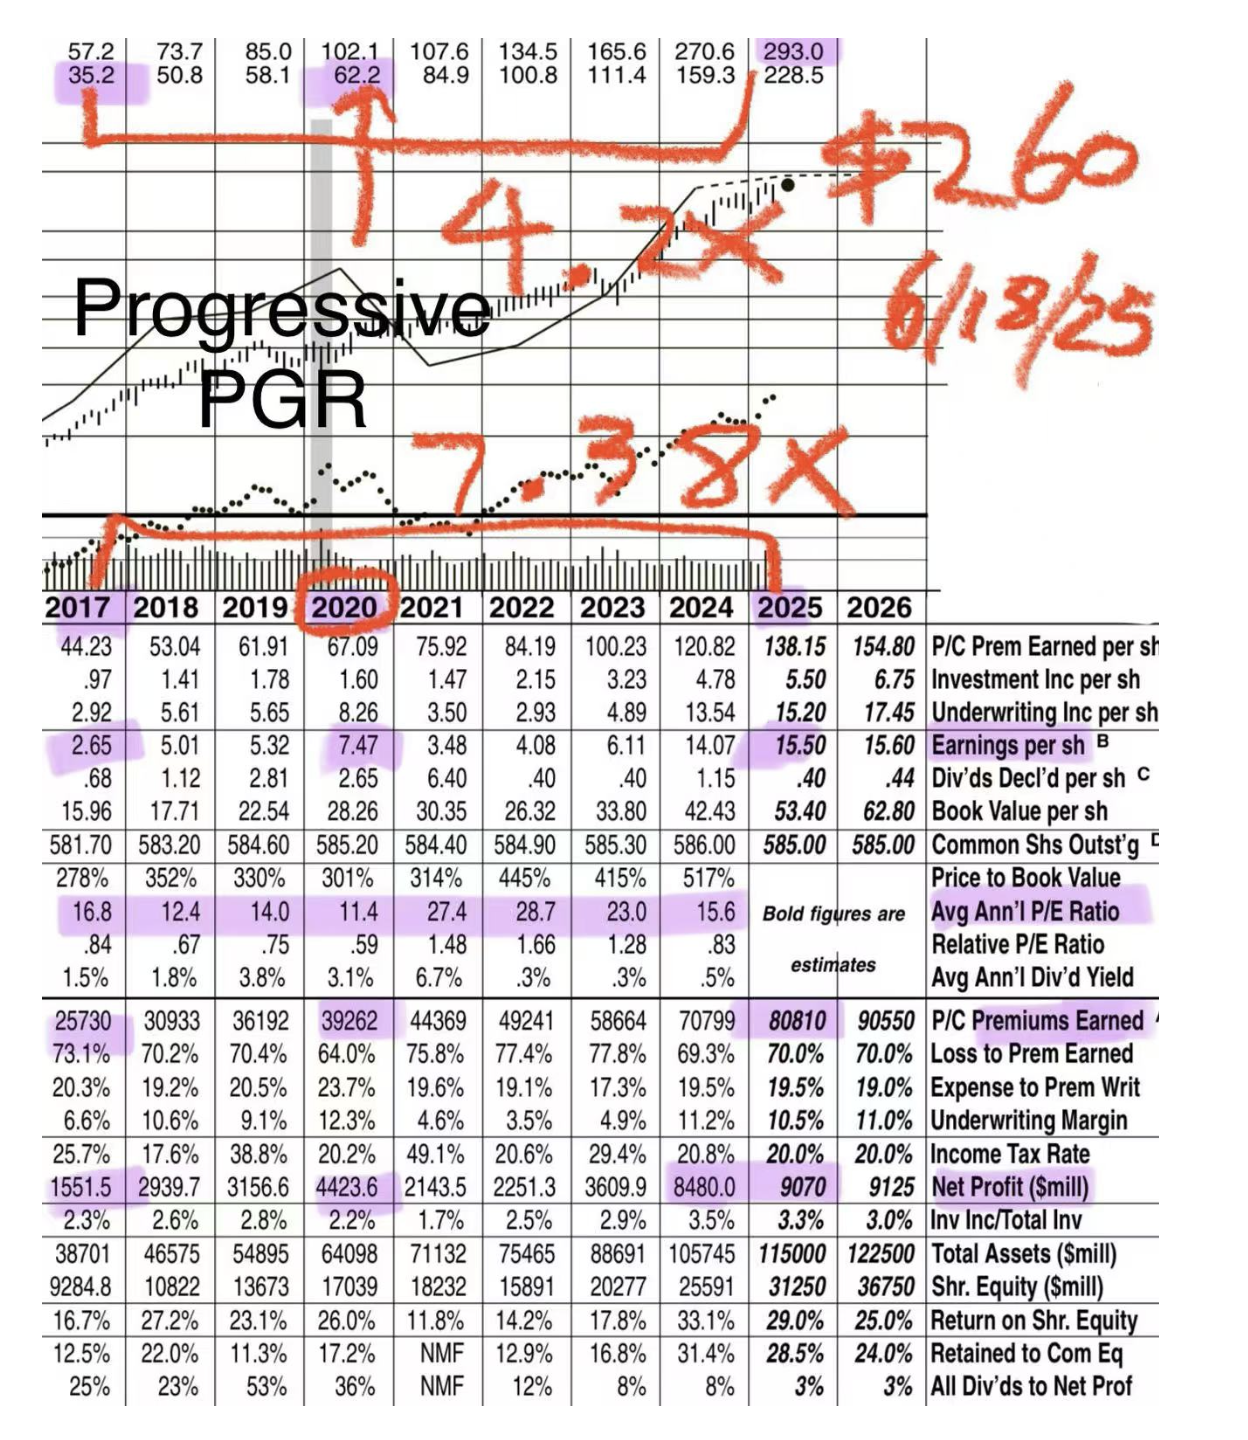 57.2 73.7 85.0 102.1 107.6 134.5 165.6 270.6 293.0
35.2 50.8 58.1 62.2 84.9 100.8 111.4 159.3 228.5
$260
4.2X
6/18/25
Progressive
PGR
7.38X
2017 2018 2019 2020 2021 2022 2023 2024 2025 2026
44.23 53.04 61.91 67.09 75.92 84.19 100.23 120.82 138.15 154.80 P/C Prem Earned per sh
.97 1.41 1.78 1.60 1.47 2.15 3.23 4.78 5.50 6.75 Investment Inc per sh
2.92 5.61 5.65 8.26 3.50 2.93 4.89 13.54 15.20 17.45 Underwriting Inc per sh
2.65 5.01 5.32 7.47 3.48 4.08 6.11 14.07 15.50 15.60 Earnings per sh B
.68 1.12 2.81 2.65 6.40 .40 .40 1.15 .40 .44 Div'ds Decl'd per sh C
15.96 17.71 22.54 28.26 30.35 26.32 33.80 42.43 53.40 62.80 Book Value per sh
581.70 583.20 584.60 585.20 584.40 584.90 585.30 586.00 585.00 585.00 Common Shs Outst'g D
278% 352% 330% 301% 314% 445% 415% 517% Price to Book Value
16.8 12.4 14.0 11.4 27.4 28.7 23.0 15.6 Bold figures are Avg Ann'l P/E Ratio
.84 .67 .75 .59 1.48 1.66 1.28 .83 Relative P/E Ratio
estimates
1.5% 1.8% 3.8% 3.1% 6.7% .3% .3% .5% Avg Ann'l Div'd Yield
25730 30933 36192 39262 44369 49241 58664 70799 80810 90550 P/C Premiums Earned
73.1% 70.2% 70.4% 64.0% 75.8% 77.4% 77.8% 69.3% 70.0% 70.0% Loss to Prem Earned
20.3% 19.2% 20.5% 23.7% 19.6% 19.1% 17.3% 19.5% 19.5% 19.0% Expense to Prem Writ
6.6% 10.6% 9.1% 12.3% 4.6% 3.5% 4.9% 11.2% 10.5% 11.0% Underwriting Margin
25.7% 17.6% 38.8% 20.2% 49.1% 20.6% 29.4% 20.8% 20.0% 20.0% Income Tax Rate
1551.5 2939.7 3156.6 4423.6 2143.5 2251.3 3609.9 8480.0 9070 9125 Net Profit ($mill)
2.3% 2.6% 2.8% 2.2% 1.7% 2.5% 2.9% 3.5% 3.3% 3.0% Inv Inc/Total Inv
38701 46575 54895 64098 71132 75465 88691 105745 115000 122500 Total Assets ($mill)
9284.8 10822 13673 17039 18232 15891 20277 25591 31250 36750 Shr. Equity ($mill)
16.7% 27.2% 23.1% 26.0% 11.8% 14.2% 17.8% 33.1% 29.0% 25.0% Return on Shr. Equity
12.5% 22.0% 11.3% 17.2% NMF 12.9% 16.8% 31.4% 28.5% 24.0% Retained to Com Eq
25% 23% 53% 36% NMF 12% 8% 8% 3% 3% All Div'ds to Net Prof